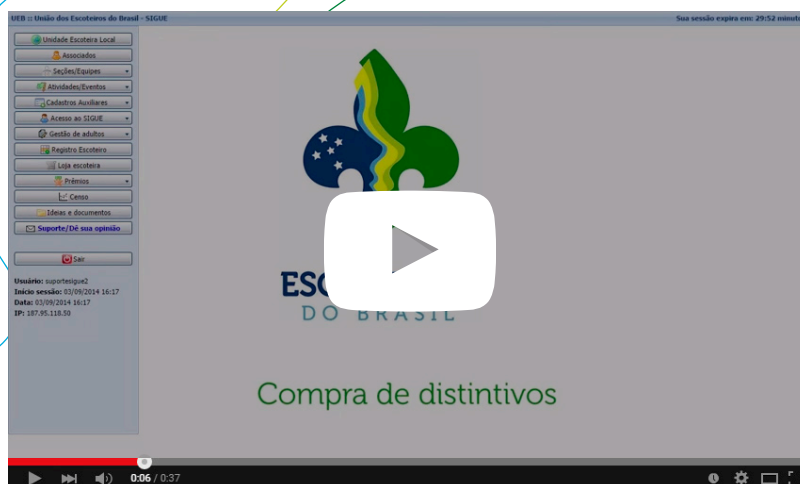 UEB :: União dos Escoteiros do Brasil - SIGUE
Sua sessão expira em: 29:52 minuto
Unidade Escoteira Local
Associados
Seções/Equipes
Atividades/Eventos
Cadastros Auxiliares
Acesso ao SIGUE
Gestão de adultos
Registro Escoteiro
Loja escoteira
Prêmios
Censo
Ideias e documentos
Suporte/Dê sua opinião
Sair
Usuário: suportesigue2
Início sessão: 03/09/2014 16:17
Data: 03/09/2014 16:17
IP: 187.95.118.50
ESC
DO BRASIL
Compra de distintivos
0:06 / 0:37